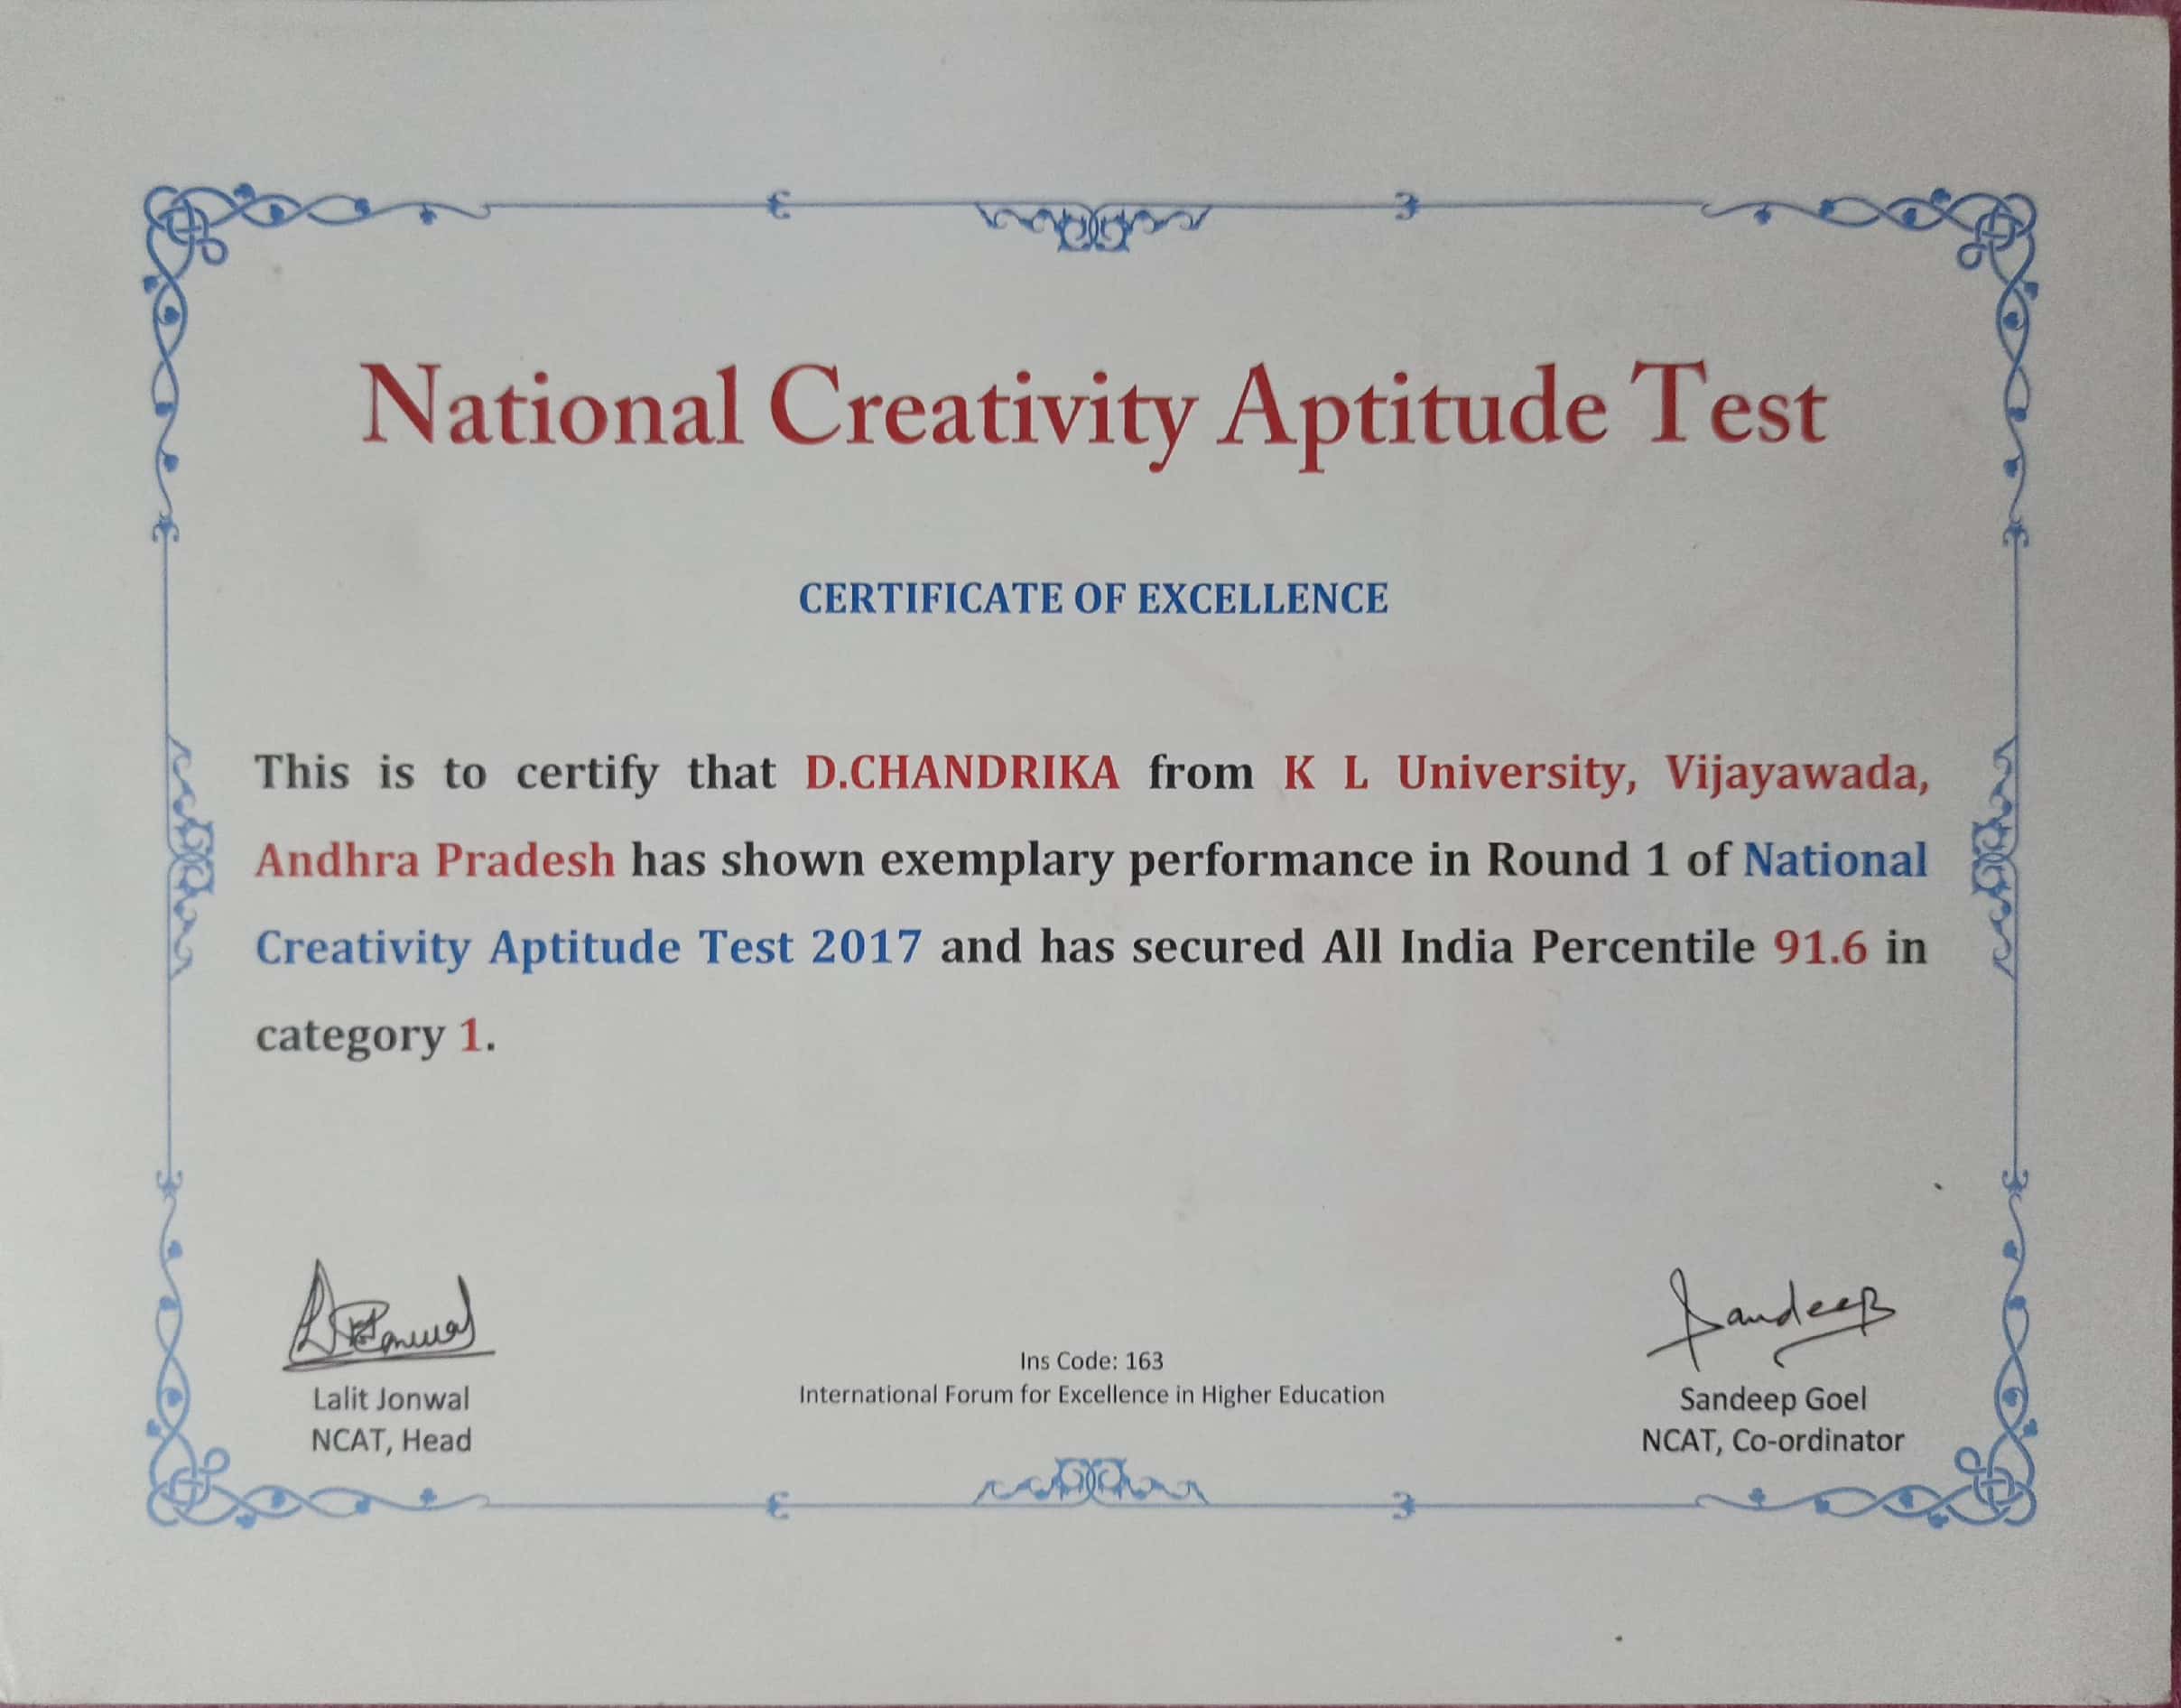 National Creativity Aptitude Test
CERTIFICATE OF EXCELLENCE
This is to certify that D.CHANDRIKA from K L University, Vijayawada,
Andhra Pradesh has shown exemplary performance in Round 1 of National
Creativity Aptitude Test 2017 and has secured All India Percentile 91.6 in
category 1.
Sandeep
Lalit Jonwal
NCAT, Head
Ins Code: 163
International Forum for Excellence in Higher Education
Sandeep Goel
NCAT, Co-ordinator